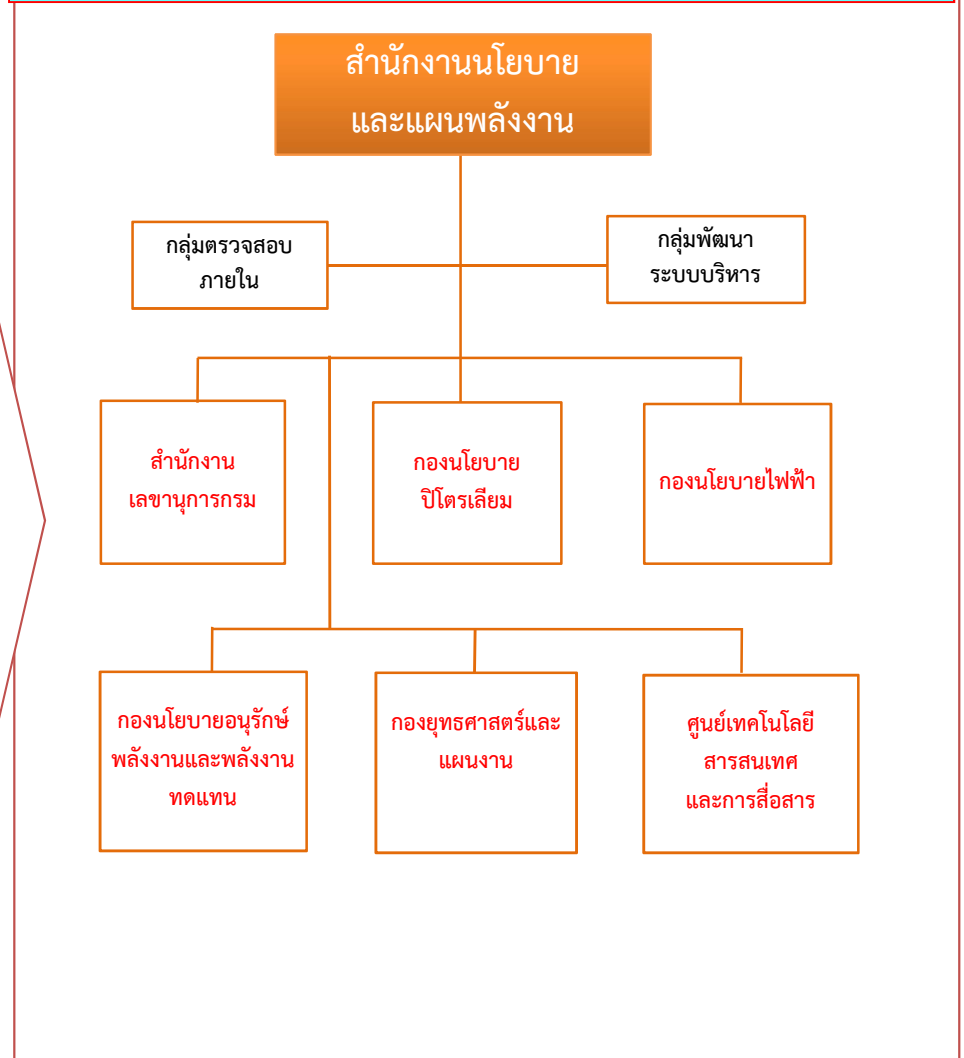 สำนักงานนโยบาย
และแผนพลังงาน
กลุ่มตรวจสอบ
ภายใน
กลุ่มพัฒนา
ระบบบริหาร
สำนักงาน
เลขานุการกรม
กองนโยบาย
ปิโตรเลียม
กองนโยบายไฟฟ้า
กองนโยบายอนุรักษ์
พลังงานและพลังงาน
ทดแทน
กองยุทธศาสตร์และ
แผนงาน
ศูนย์เทคโนโลยี
สารสนเทศ
และการสื่อสาร